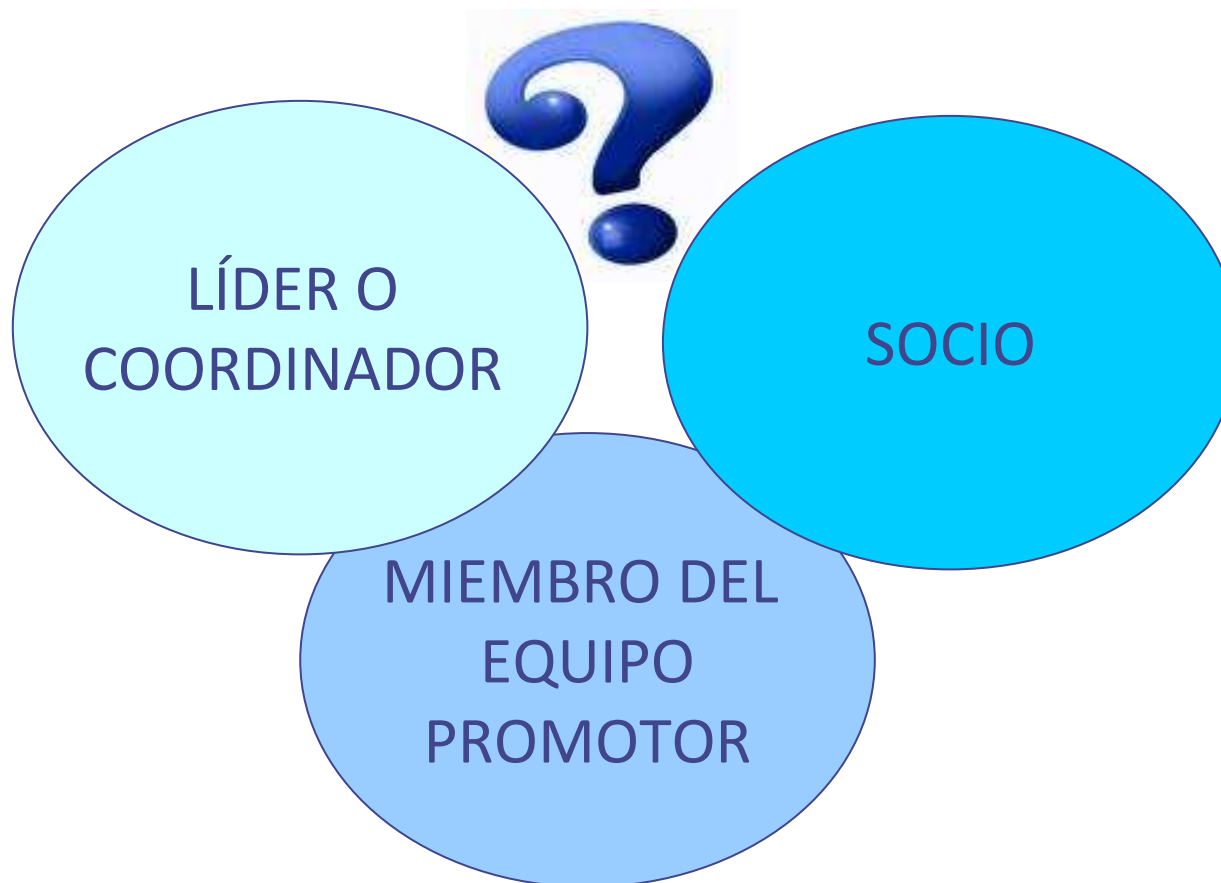 LÍDER O
COORDINADOR
SOCIO
MIEMBRO DEL
EQUIPO
PROMOTOR